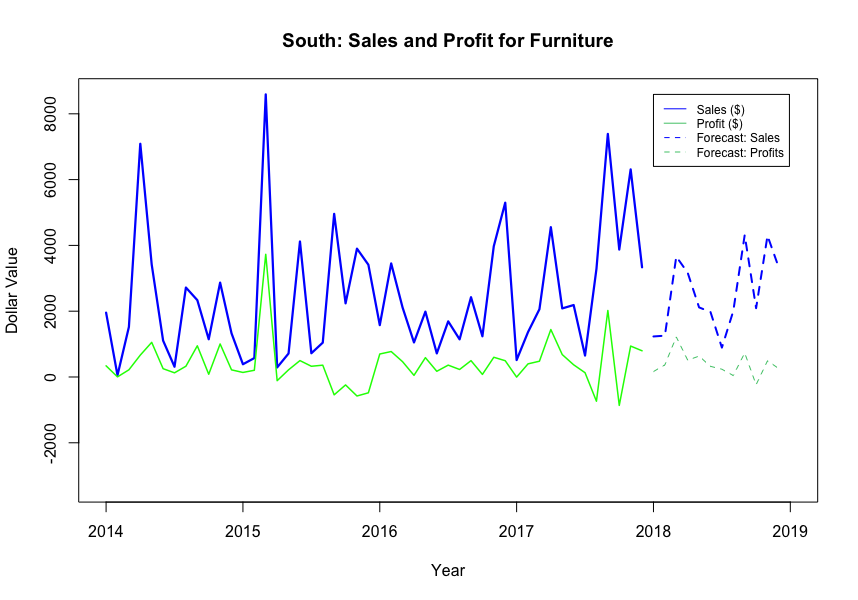 South: Sales and Profit for Furniture
Dollar Value
8000
6000
4000
2000
0
-2000
Sales ($)
Profit ($)
Forecast: Sales
Forecast: Profits
2014 2015 2016 2017 2018 2019
Year